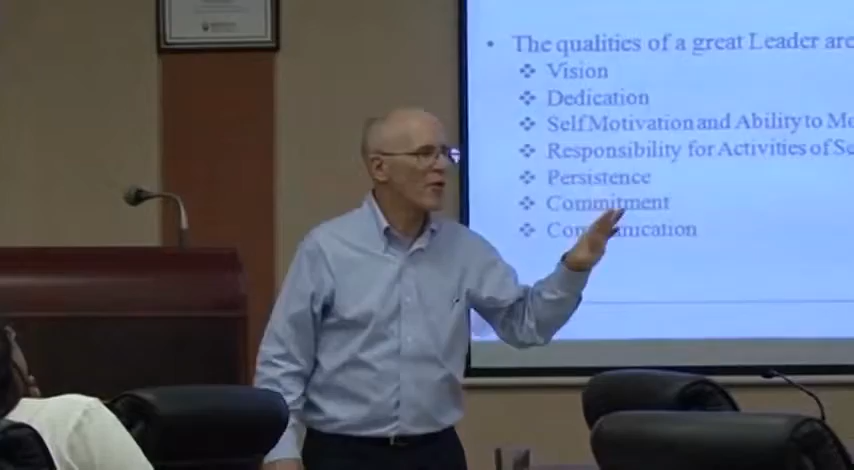 • The qualities of a great Leader are
❖ Vision
❖ Dedication
❖ Self Motivation and Ability to
❖ Responsibility for Activities of
❖ Persistence
❖ Commitment
❖ Communication